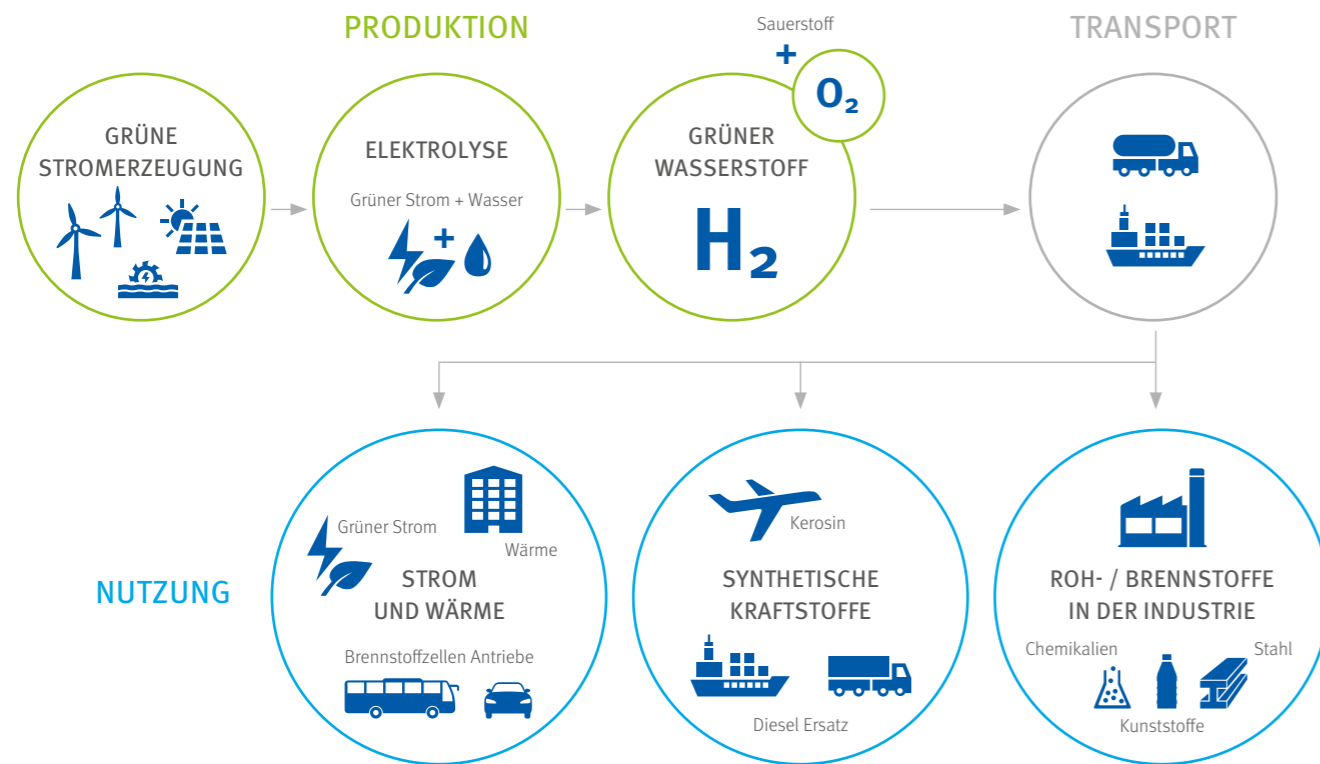 PRODUKTION
Sauerstoff
+
TRANSPORT
O₂
GRÜNE
STROMERZEUGUNG
ELEKTROLYSE
Grüner Strom + Wasser
+
GRÜNER
WASSERSTOFF
H₂
NUTZUNG
Grüner Strom
Wärme
STROM
UND WÄRME
Brennstoffzellen Antriebe
Kerosin
SYNTHETISCHE
KRAFTSTOFFE
Diesel Ersatz
ROH- / BRENNSTOFFE
IN DER INDUSTRIE
Chemikalien
Stahl
Kunststoffe